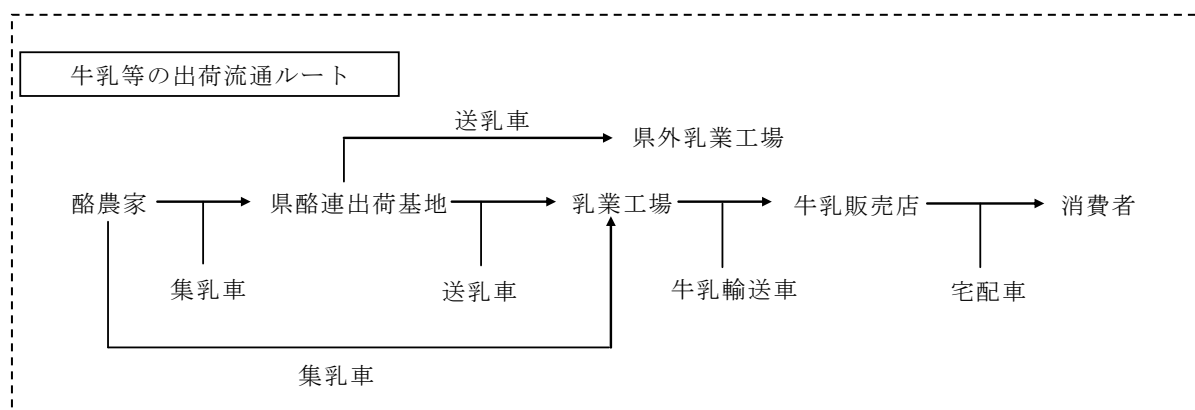 牛乳等の出荷流通ルート
送乳車
県外乳業工場
酪農家 県酪連出荷基地 乳業工場 牛乳販売店 消費者
集乳車 送乳車 牛乳輸送車 宅配車
集乳車